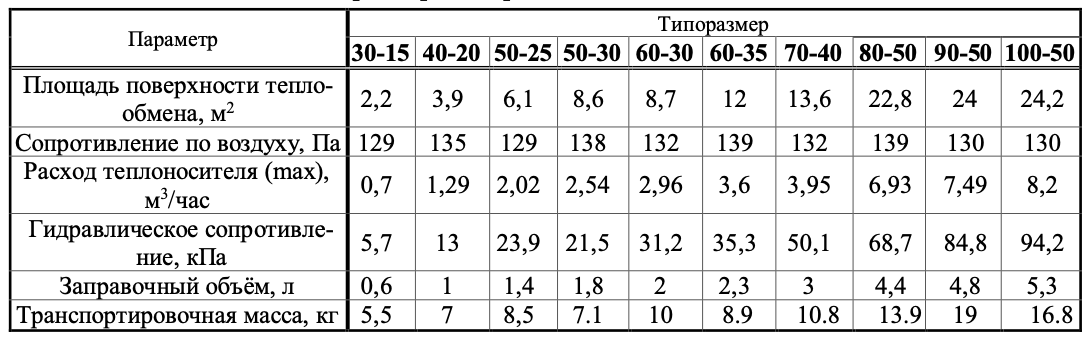 Параметр Типоразмер
30-15 40-20 50-25 50-30 60-30 60-35 70-40 80-50 90-50 100-50
Площадь поверхности тепло-
обмена, м² 2,2 3,9 6,1 8,6 8,7 12 13,6 22,8 24 24,2
Сопротивление по воздуху, Па 129 135 129 138 132 139 132 139 130 130
Расход теплоносителя (max),
м³/час 0,7 1,29 2,02 2,54 2,96 3,6 3,95 6,93 7,49 8,2
Гидравлическое сопротивле-
ние, кПа 5,7 13 23,9 21,5 31,2 35,3 50,1 68,7 84,8 94,2
Заправочный объём, л 0,6 1 1,4 1,8 2 2,3 3 4,4 4,8 5,3
Транспортировочная масса, кг 5,5 7 8,5 7.1 10 8.9 10.8 13.9 19 16.8